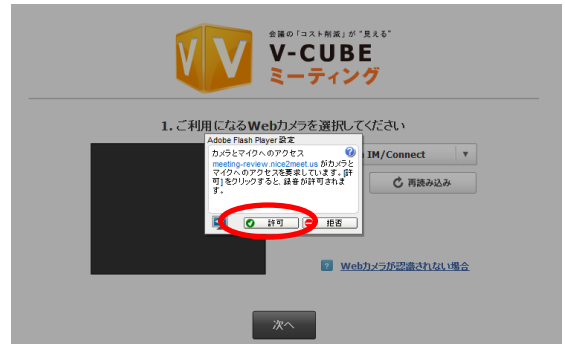 会議の「コスト削減」が"見える"
V-CUBE
ミーティング
1. ご利用になるWebカメラを選択してください
Adobe Flash Player 設定
カメラとマイクへのアクセス
meeting-review.nice2meet.us がカメラと
マイクへのアクセスを要求しています。[許
可] をクリックすると、録音が許可されま
す。
許可
拒否
IM/Connect
再読み込み
Webカメラが認識されない場合
次へ